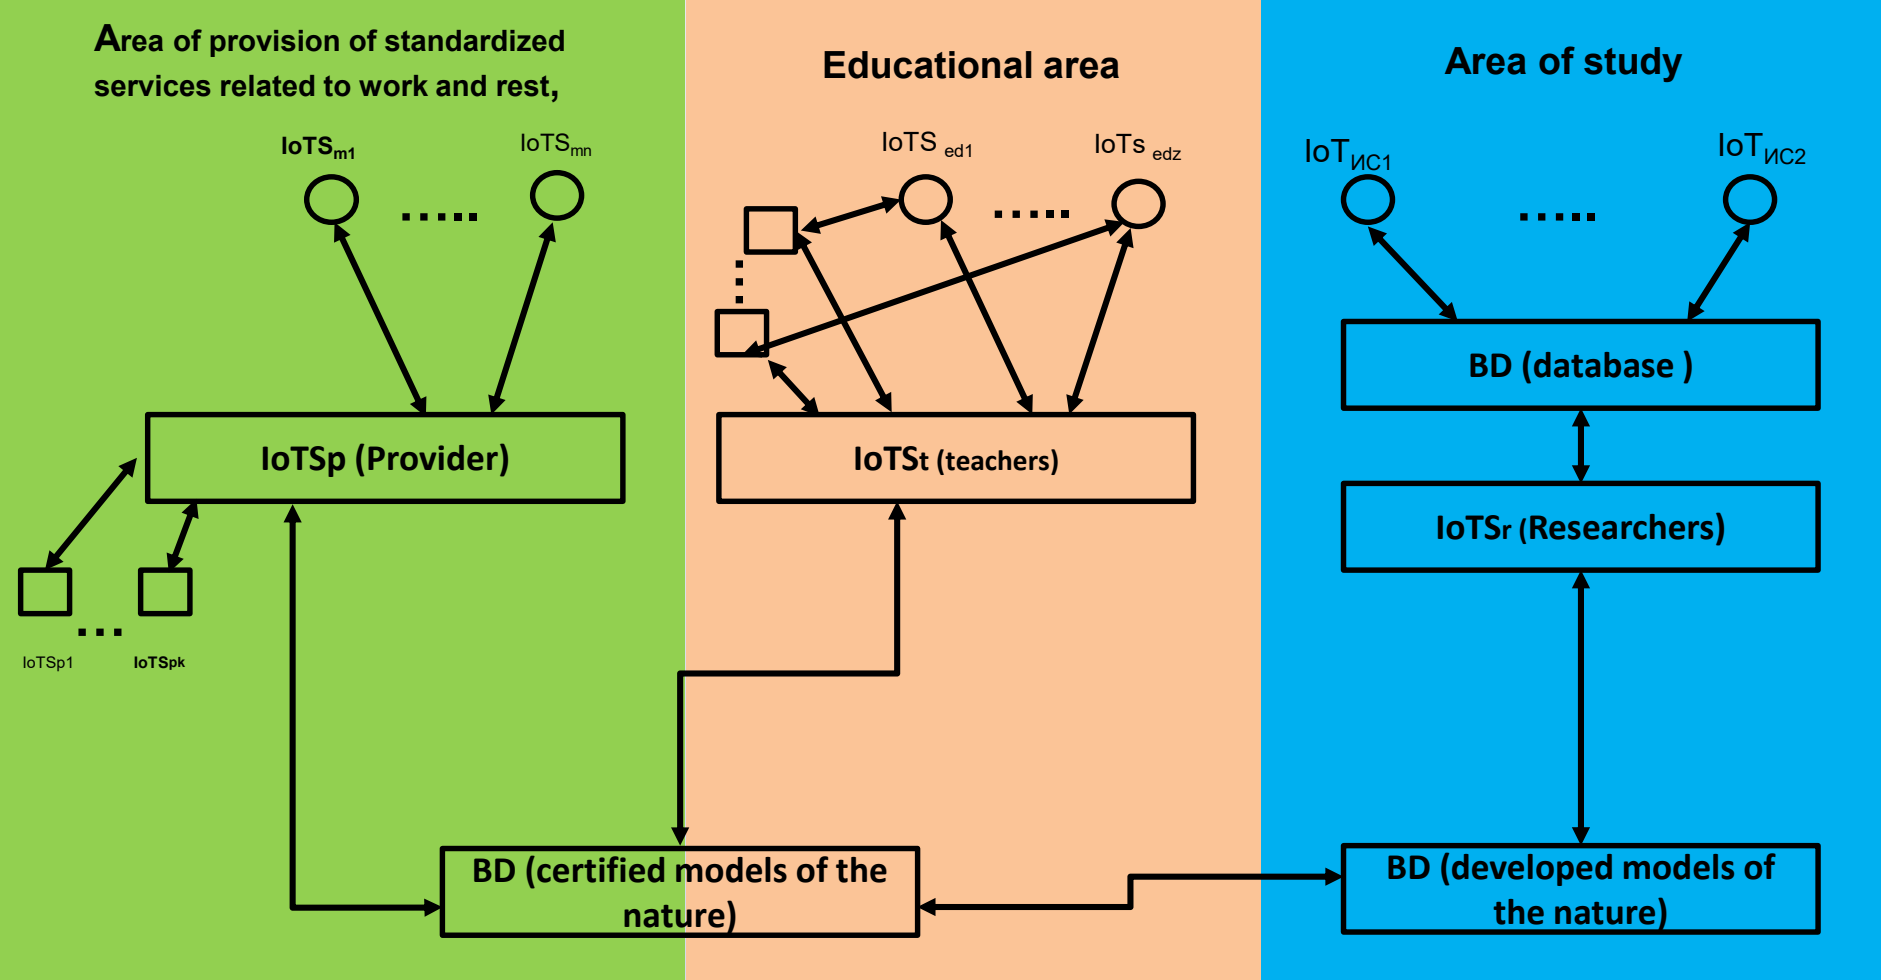 Area of provision of standardized
services related to work and rest,
IoTSm1
IoTSmn
IoTSp (Provider)
IoTSp1
IoTSpk
Educational area
IoTS ed1
IoTs edz
IoTSt (teachers)
BD (certified models of the
nature)
Area of study
IoTИС1
IoTИС2
BD (database )
IoTSr (Researchers)
BD (developed models of
the nature)